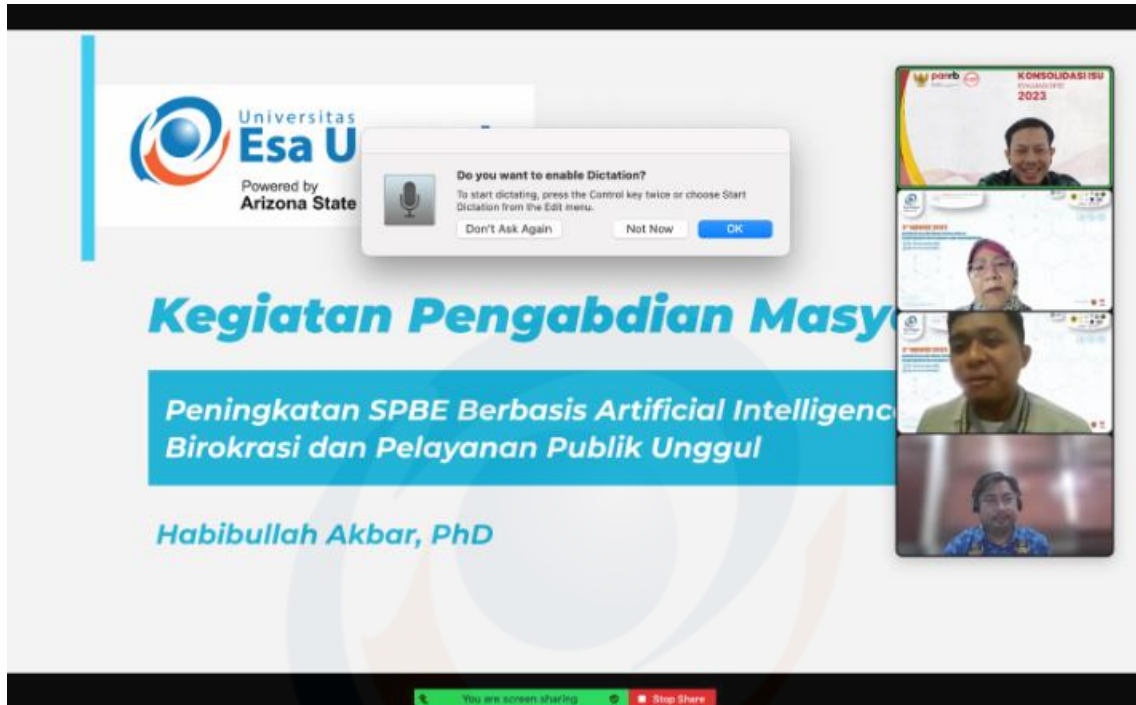 Universitas
Esa U
Powered by
Arizona State
Do you want to enable Dictation?
To start dictating, press the Control key twice or choose Start
Dictation from the Edit menu.
Don't Ask Again
Not Now
OK
Kegiatan Pengabdian Masy
Peningkatan SPBE Berbasis Artificial Intelligenc
Birokrasi dan Pelayanan Publik Unggul
Habibullah Akbar, PhD
panrb
KONSOLIDASI ISU
2023
You are screen sharing
Stop Share